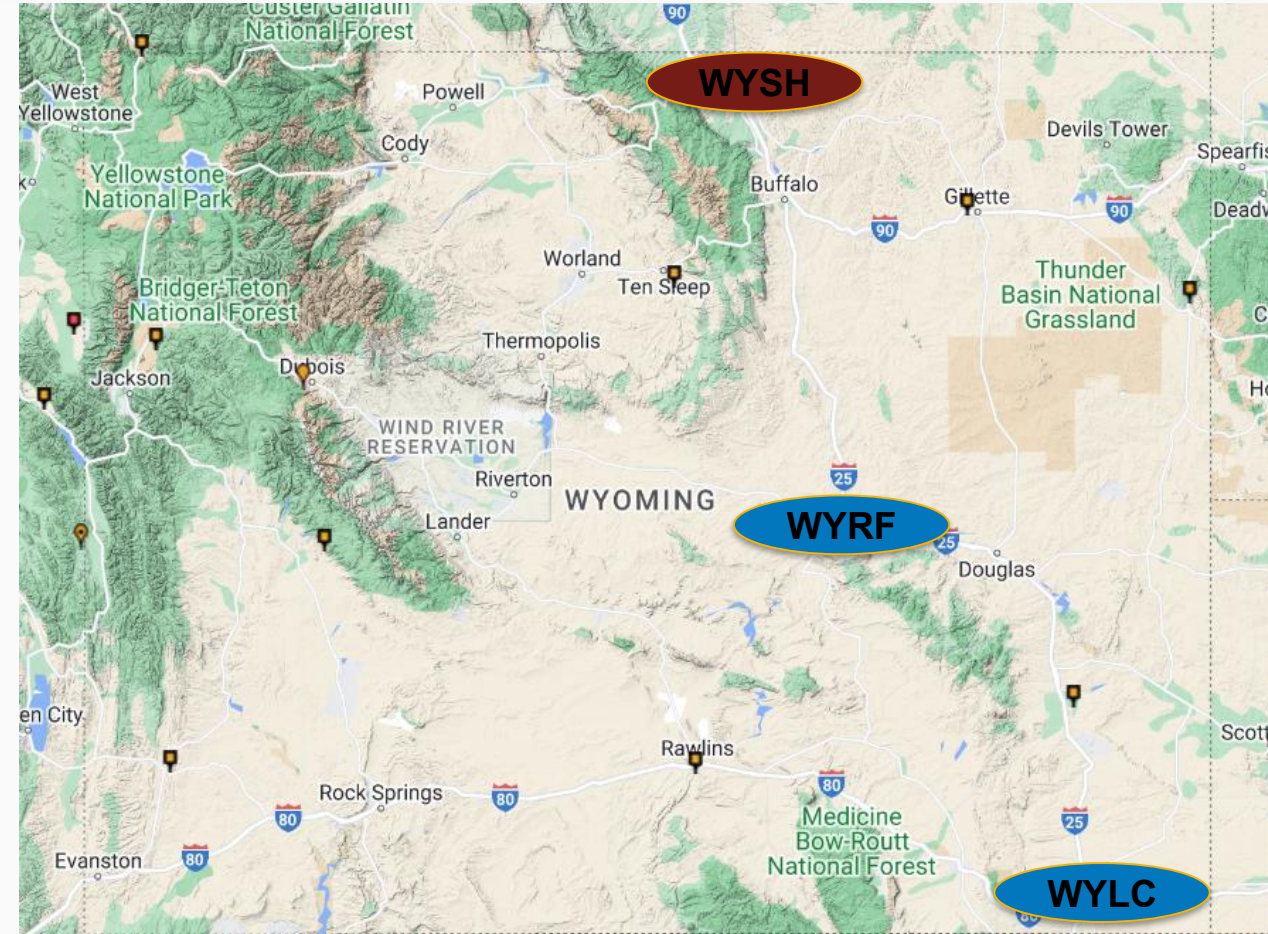 Custer Gallatin
National Forest
90
West
Yellowstone
Powell
WYSH
Devils Tower
Cody
Spearfis
Yellowstone
National Park
Buffalo
Gillette
90
90
Deadw
Worland
Ten Sleep
Thunder
Basin National
Grassland
Bridger-Teton
National Forest
C
Thermopolis
Dubois
Jackson
Ho
WIND RIVER
RESERVATION
25
Riverton
WYOMING
Lander
WYRF
25
Douglas
en City
Scott
Rawlins
Rock Springs
80
80
80
Medicine
Bow-Routt
National Forest
25
Evanston
80
WYLC
80